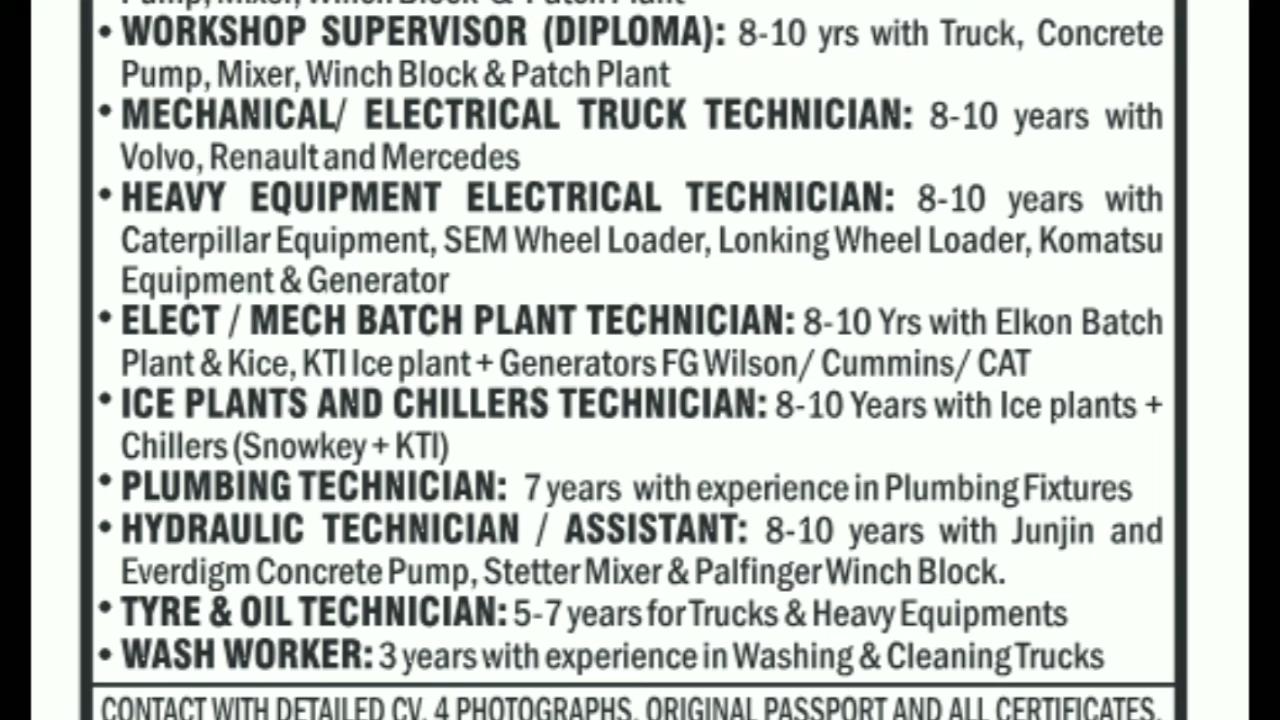 Pump, Mixer, Winch Block & Patch Plant
• WORKSHOP SUPERVISOR (DIPLOMA): 8-10 yrs with Truck, Concrete
Pump, Mixer, Winch Block & Patch Plant
• MECHANICAL/ ELECTRICAL TRUCK TECHNICIAN: 8-10 years with
Volvo, Renault and Mercedes
• HEAVY EQUIPMENT ELECTRICAL TECHNICIAN: 8-10 years with
Caterpillar Equipment, SEM Wheel Loader, Lonking Wheel Loader, Komatsu
Equipment & Generator
• ELECT / MECH BATCH PLANT TECHNICIAN: 8-10 Yrs with Elkon Batch
Plant & Kice, KTI Ice plant + Generators FG Wilson/ Cummins/ CAT
• ICE PLANTS AND CHILLERS TECHNICIAN: 8-10 Years with Ice plants +
Chillers (Snowkey + KTI)
• PLUMBING TECHNICIAN: 7 years with experience in Plumbing Fixtures
• HYDRAULIC TECHNICIAN / ASSISTANT: 8-10 years with Junjin and
Everdigm Concrete Pump, Stetter Mixer & Palfinger Winch Block.
• TYRE & OIL TECHNICIAN: 5-7 years for Trucks & Heavy Equipments
• WASH WORKER: 3 years with experience in Washing & Cleaning Trucks
CONTACT WITH DETAILED CV, 4 PHOTOGRAPHS, ORIGINAL PASSPORT AND ALL CERTIFICATES.